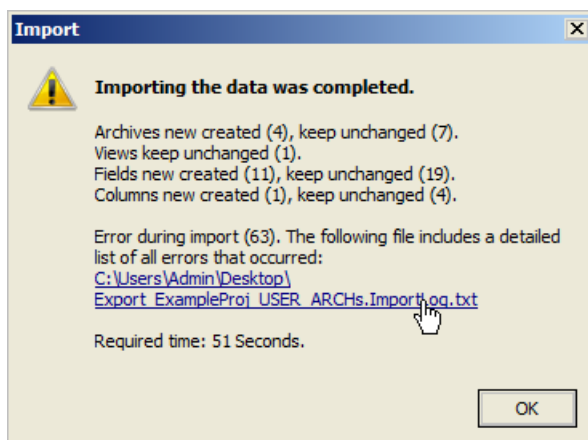 Import
Importing the data was completed.
Archives new created (4), keep unchanged (7).
Views keep unchanged (1).
Fields new created (11), keep unchanged (19).
Columns new created (1), keep unchanged (4).
Error during import (63). The following file includes a detailed
list of all errors that occurred:
C:\Users\Admin\Desktop\
Export_ExampleProj_USER_ARCHs.ImportLog.txt
Required time: 51 Seconds.
OK